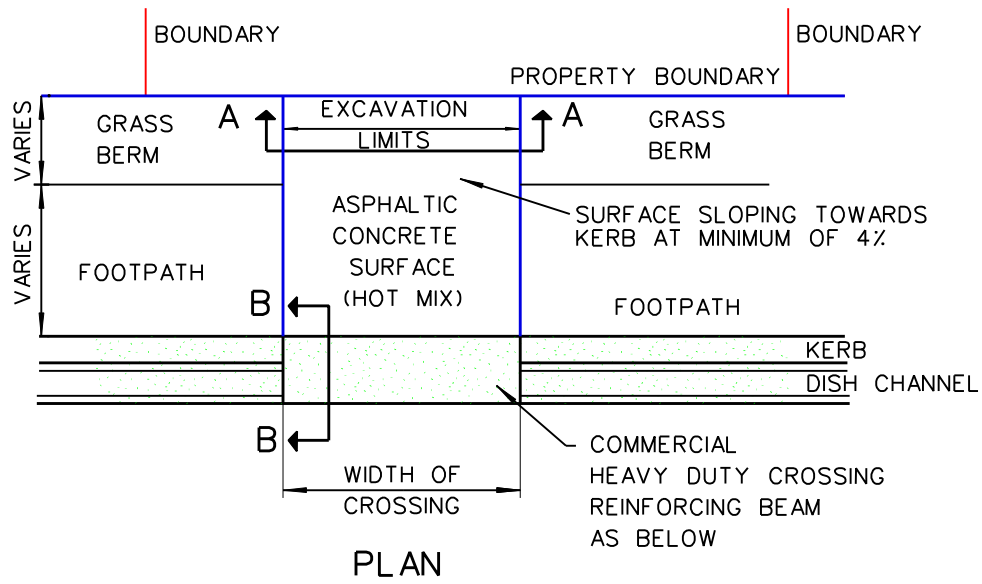 BOUNDARY
BOUNDARY
PROPERTY BOUNDARY
VARIES
GRASS
BERM
A
EXCAVATION
LIMITS
A
GRASS
BERM
VARIES
FOOTPATH
ASPHALTIC
CONCRETE
SURFACE
(HOT MIX)
SURFACE SLOPING TOWARDS
KERB AT MINIMUM OF 4%
B
FOOTPATH
KERB
DISH CHANNEL
B
WIDTH OF
CROSSING
COMMERCIAL
HEAVY DUTY CROSSING
REINFORCING BEAM
AS BELOW
PLAN